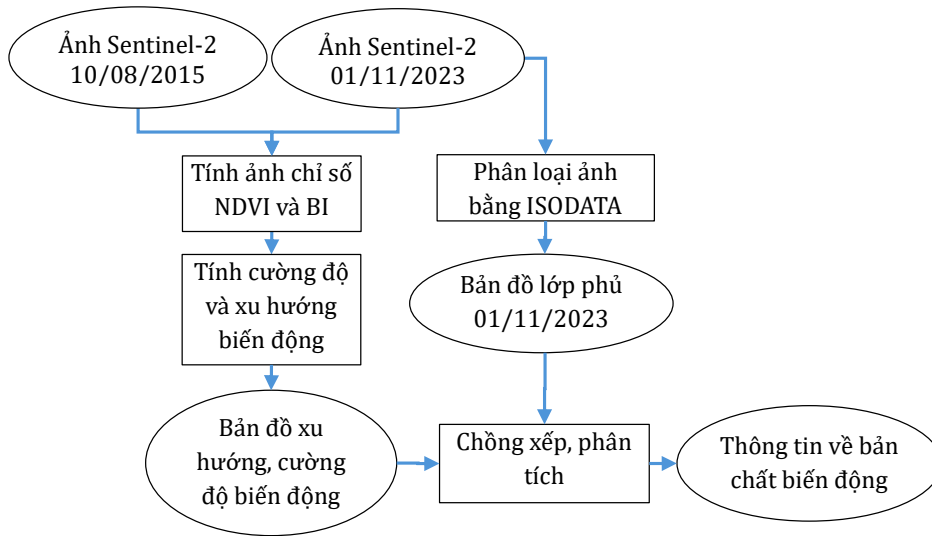 Ảnh Sentinel-2
10/08/2015
Ảnh Sentinel-2
01/11/2023
Tính ảnh chỉ số
NDVI và BI
Phân loại ảnh
bằng ISODATA
Tính cường độ
và xu hướng
biến động
Bản đồ lớp phủ
01/11/2023
Bản đồ xu
hướng, cường
độ biến động
Chồng xếp, phân
tích
Thông tin về bản
chất biến động